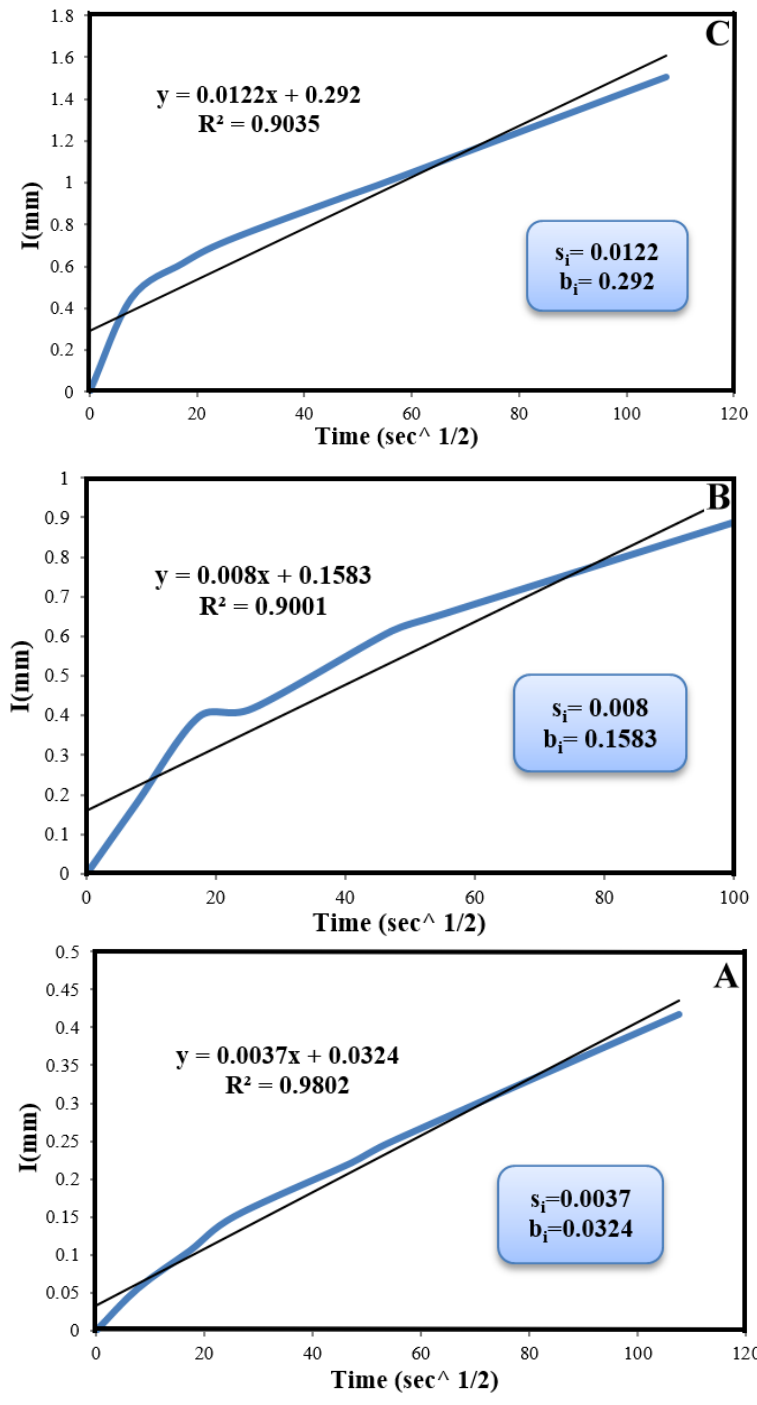 C
1.8
1.6
1.4
1.2
1
0.8
0.6
0.4
0.2
0
I(mm)
y = 0.0122x + 0.292
R² = 0.9035
sᵢ= 0.0122
bᵢ= 0.292
0 20 40 60 80 100 120
Time (sec^ 1/2)
B
1
0.9
0.8
0.7
0.6
0.5
0.4
0.3
0.2
0.1
0
I(mm)
y = 0.008x + 0.1583
R² = 0.9001
sᵢ= 0.008
bᵢ= 0.1583
0 20 40 60 80 100
Time (sec^ 1/2)
A
0.5
0.45
0.4
0.35
0.3
0.25
0.2
0.15
0.1
0.05
0
I(mm)
y = 0.0037x + 0.0324
R² = 0.9802
sᵢ=0.0037
bᵢ=0.0324
0 20 40 60 80 100 120
Time (sec^ 1/2)